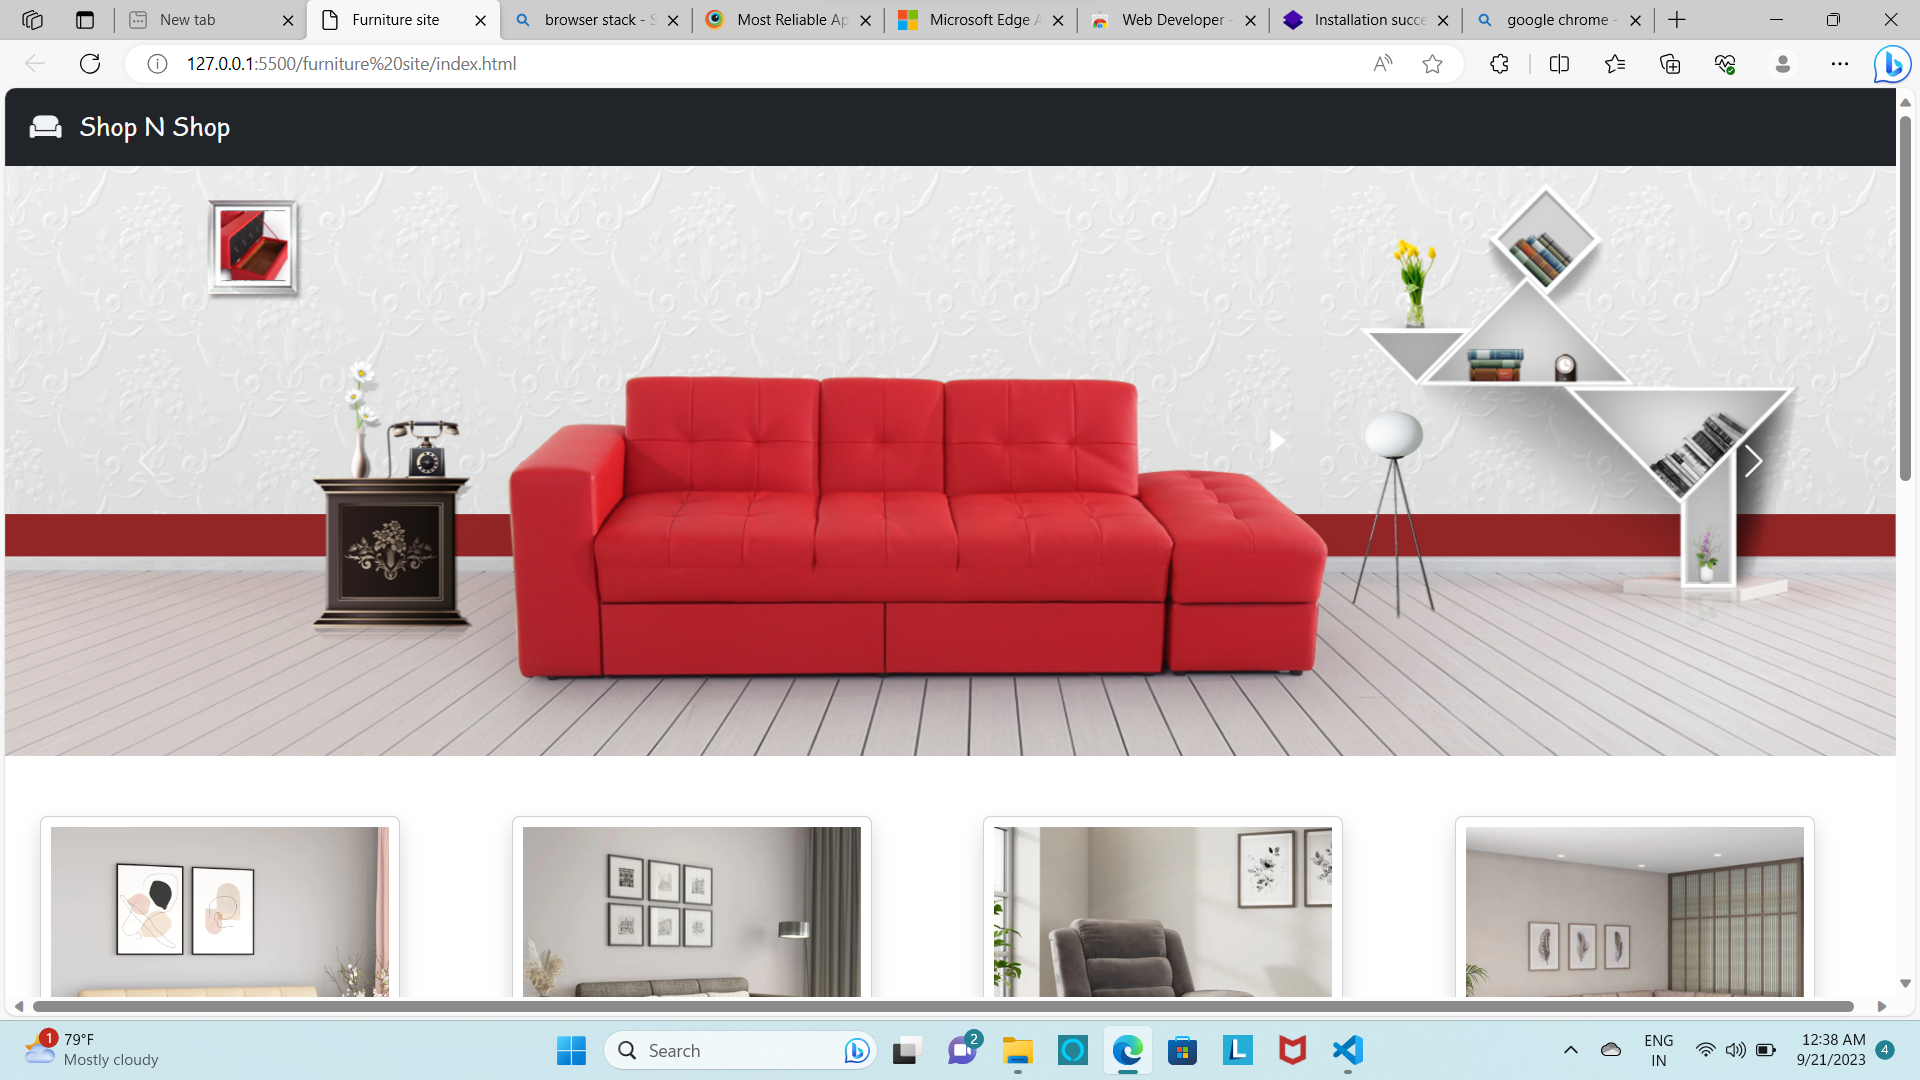 New tab
Furniture site
browser stack - S
Most Reliable Ap
Microsoft Edge A
Web Developer -
Installation succe
google chrome -
127.0.0.1:5500/furniture%20site/index.html
Shop N Shop
1
79°F
Mostly cloudy
Search
2
ENG
IN
12:38 AM
9/21/2023
4